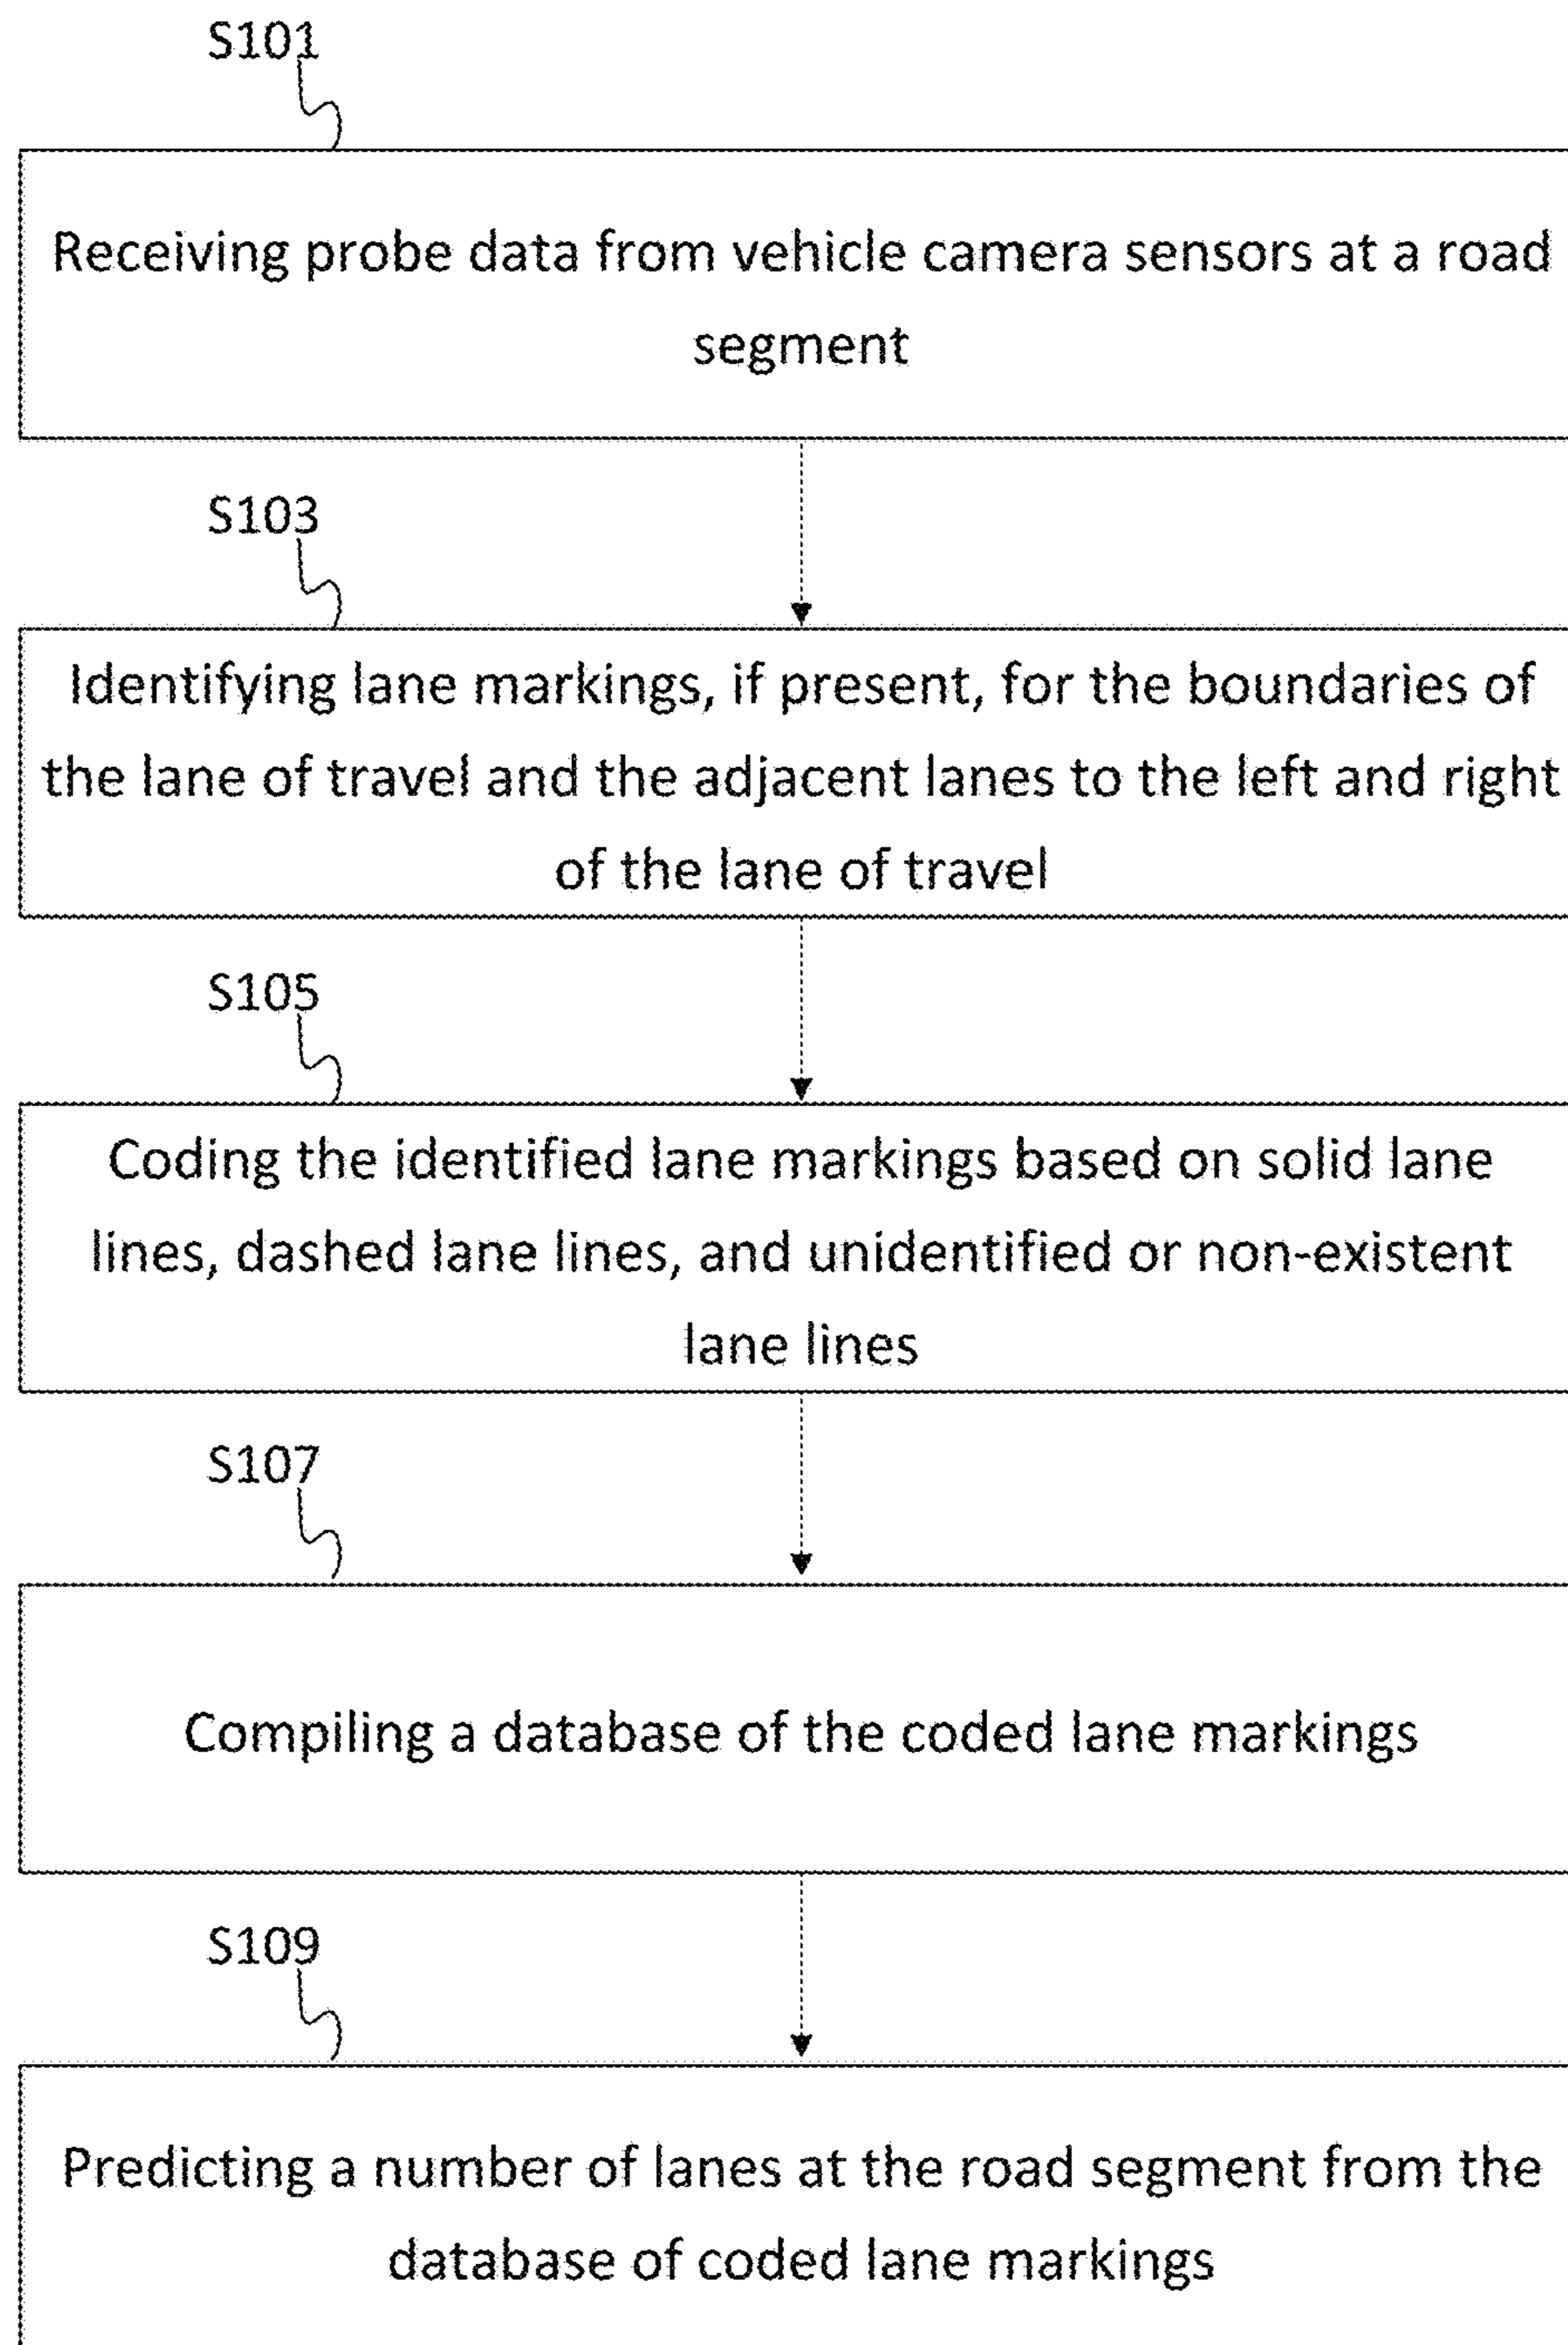 S101
Receiving probe data from vehicle camera sensors at a road
segment
S103
Identifying lane markings, if present, for the boundaries of
the lane of travel and the adjacent lanes to the left and right
of the lane of travel
S105
Coding the identified lane markings based on solid lane
lines, dashed lane lines, and unidentified or non-existent
lane lines
S107
Compiling a database of the coded lane markings
S109
Predicting a number of lanes at the road segment from the
database of coded lane markings